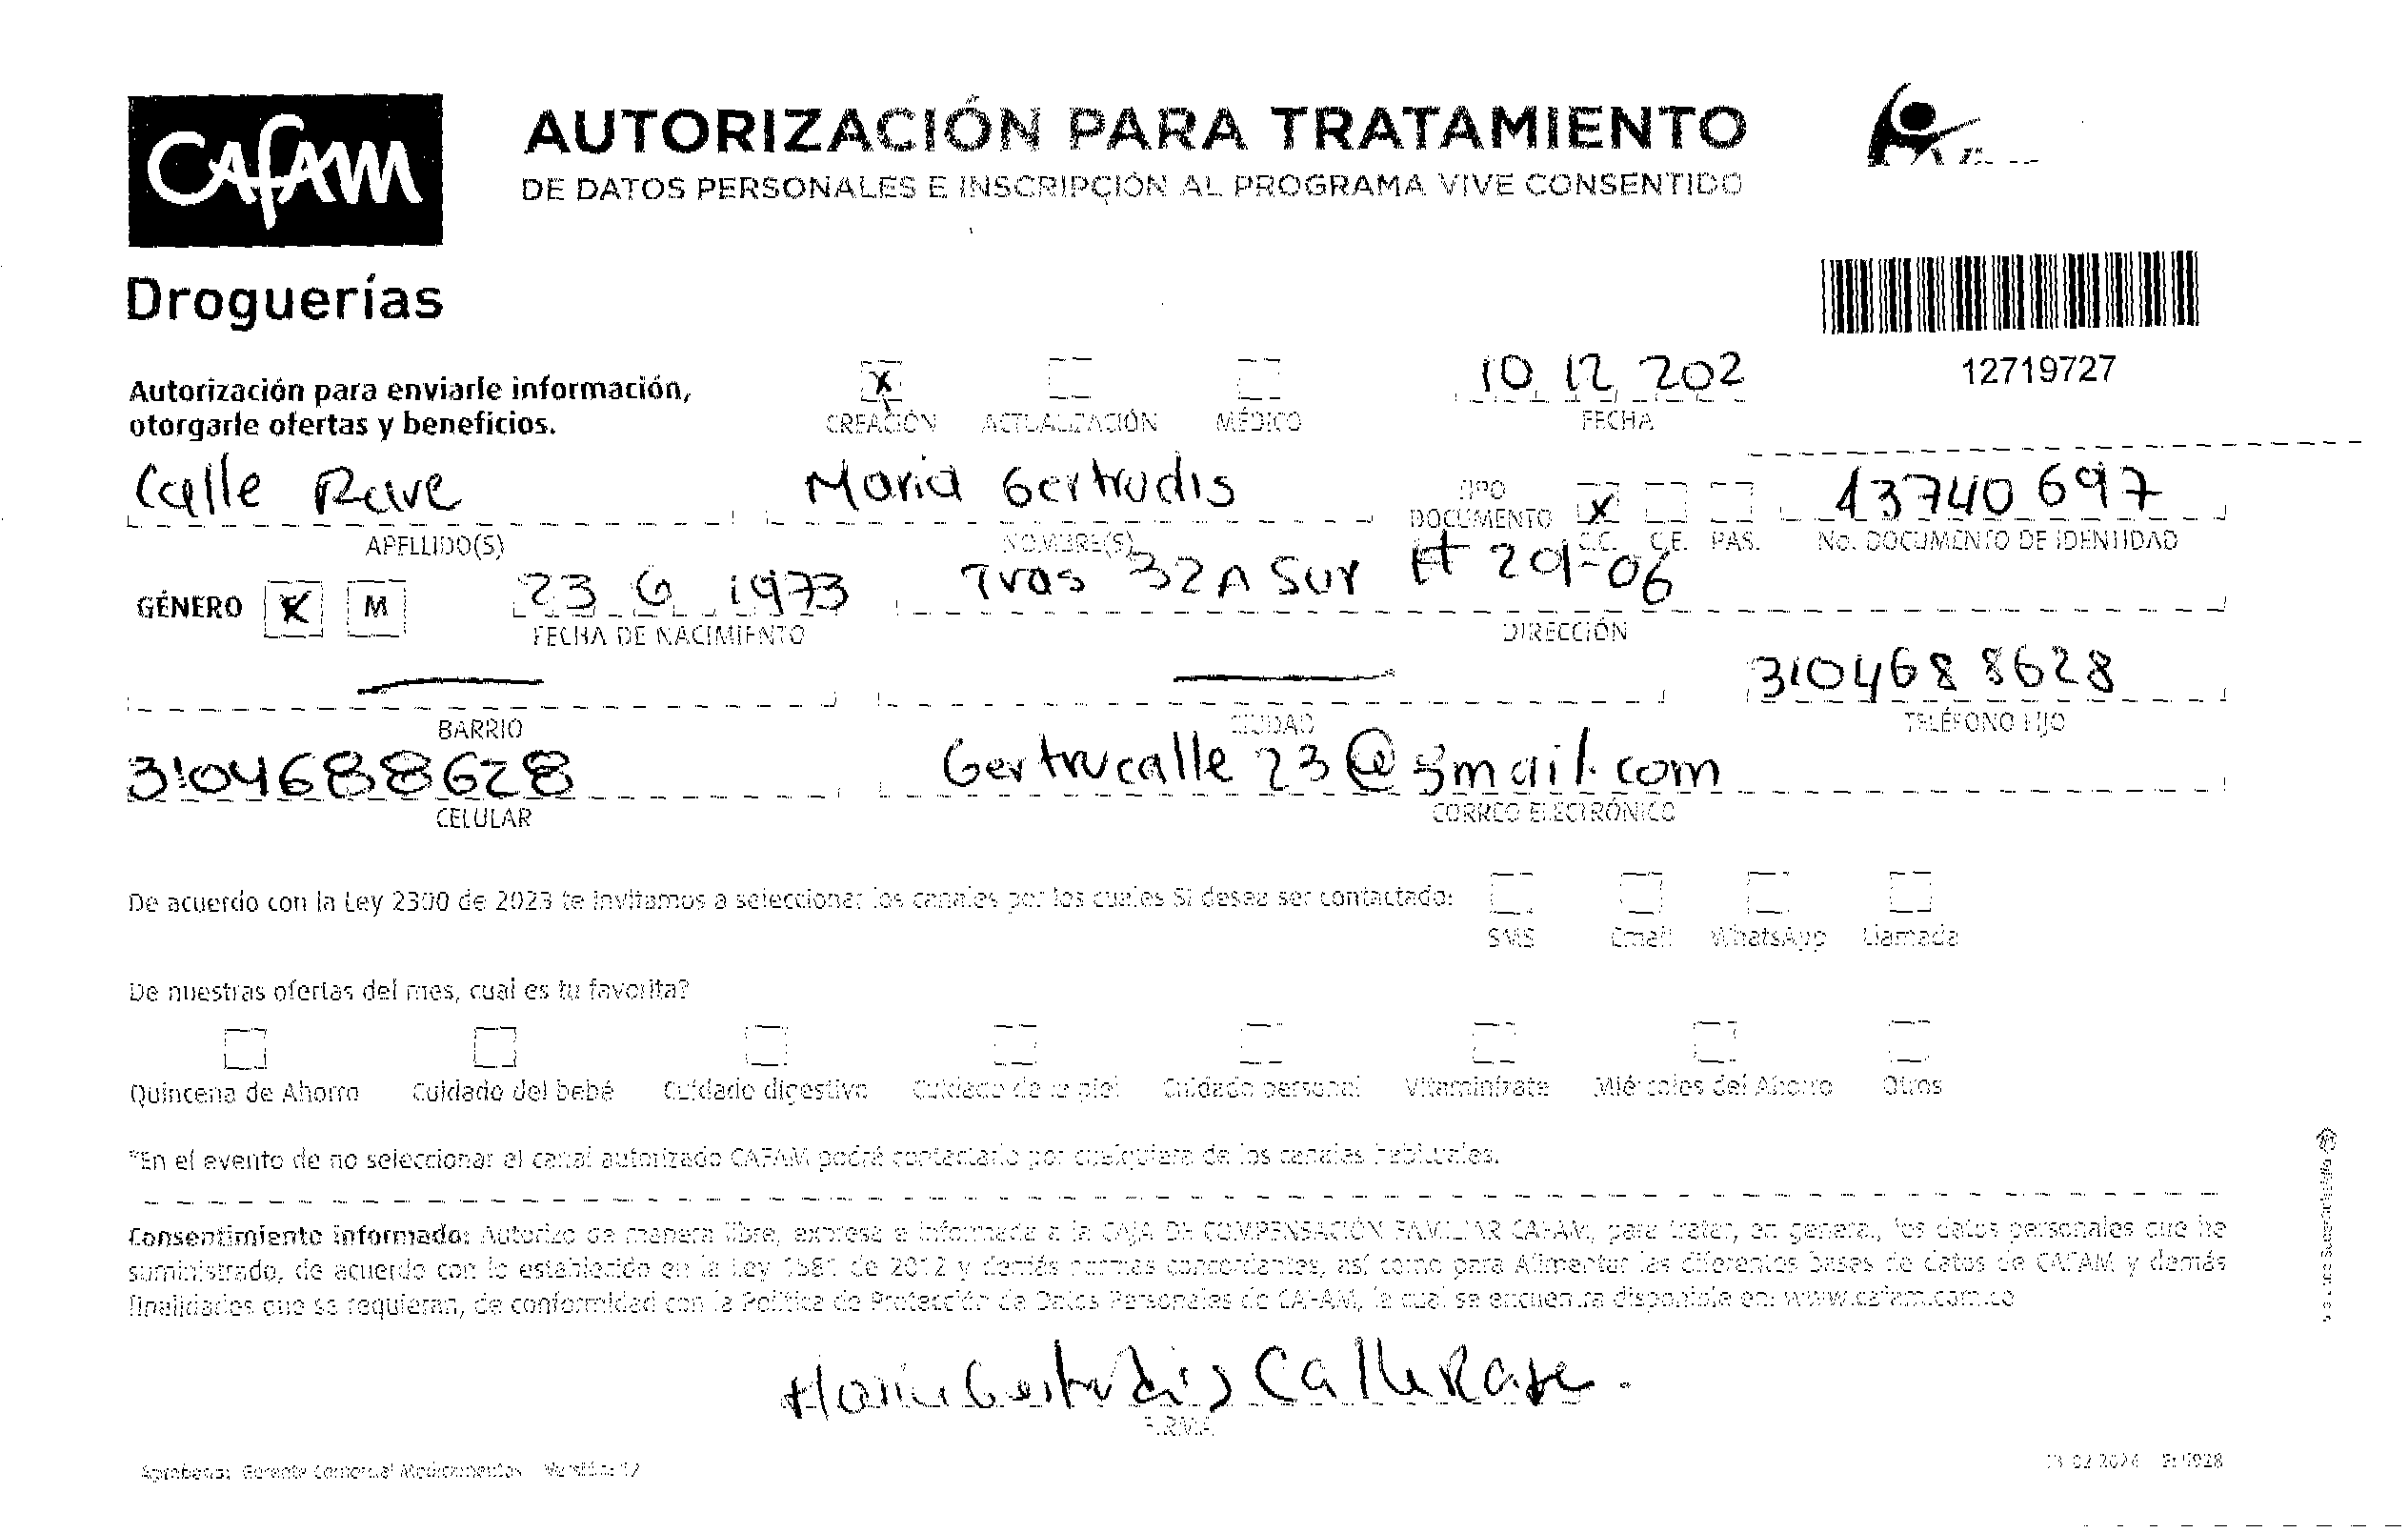 CAFAM
Droguerías
AUTORIZACIÓN PARA TRATAMIENTO
DE DATOS PERSONALES E INSCRIPCIÓN AL PROGRAMA VIVE CONSENTIDO
12719727
Autorización para enviarle información,
otorgarle ofertas y beneficios.
X
CREACIÓN ACTUALIZACIÓN MÉDICO
10 12 202
FECHA
Calle Rave
APELLIDO(S)
Maria Gertrudis
NOMBRE(S)
TIPO
DOCUMENTO
X
C.C. C.E. PAS.
13740697
No. DOCUMENTO DE IDENTIDAD
GÉNERO X M
23 6 1973
FECHA DE NACIMIENTO
Tras 32 A Sur # 29-06
DIRECCIÓN
BARRIO
CIUDAD
3104688628
TELÉFONO FIJO
3104688628
CELULAR
Gertrucalle23@gmail.com
CORREO ELECTRÓNICO
De acuerdo con la Ley 2300 de 2023 te invitamos a seleccionar los canales por los cuales Si desea ser contactado:
SMS Email WhatsApp Llamada
De nuestras ofertas del mes, cual es tu favorita?
Quincena de Ahorro Cuidado del bebé Cuidado digestivo Cuidado de la piel Cuidado personal Vitaminízate Miércoles del Ahorro Otros
*En el evento de no seleccionar el canal autorizado CAFAM podrá contactarlo por cualquiera de los canales habituales.
Consentimiento informado: Autorizo de manera libre, expresa e informada a la CAJA DE COMPENSACIÓN FAMILIAR CAFAM, para tratar, en general, los datos personales que he
suministrado, de acuerdo con lo establecido en la Ley 1581 de 2012 y demás normas concordantes, así como para Alimentar las diferentes bases de datos de CAFAM y demás
finalidades que se requieran, de conformidad con la Política de Protección de Datos Personales de CAFAM, la cual se encuentra disponible en: www.cafam.com.co
Maria Gertrudis Calle Rave.
FIRMA
Aprobado: Gerente Comercial Medicamentos Versión: 12